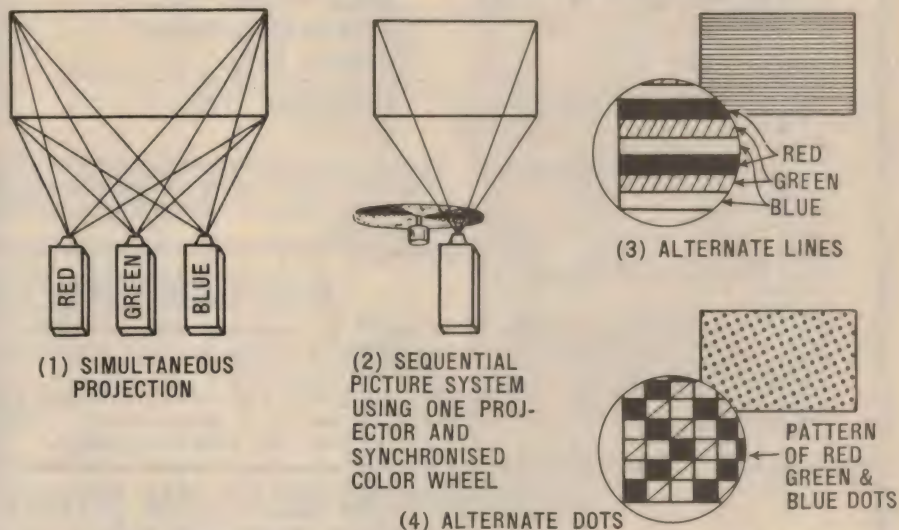 RED
GREEN
BLUE
(1) SIMULTANEOUS
PROJECTION
(2) SEQUENTIAL
PICTURE SYSTEM
USING ONE PROJ-
ECTOR AND
SYNCHRONISED
COLOR WHEEL
RED
GREEN
BLUE
(3) ALTERNATE LINES
PATTERN
OF RED
GREEN &
BLUE DOTS
(4) ALTERNATE DOTS